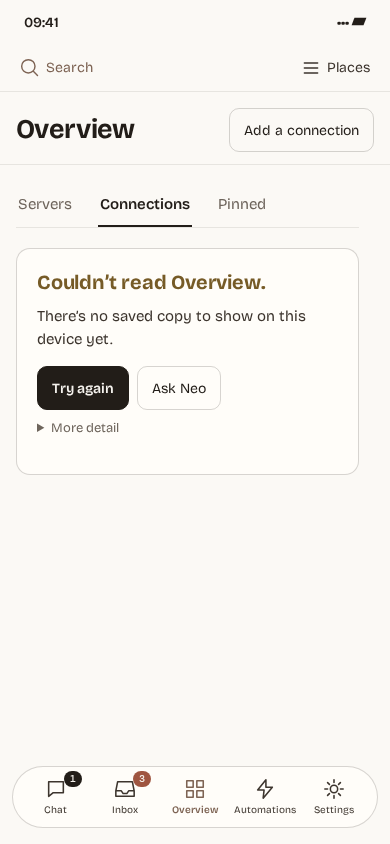 09:41
Search
Places
Overview
Add a connection
Servers
Connections
Pinned
Couldn’t read Overview.
There’s no saved copy to show on this
device yet.
Try again
Ask Neo
More detail
1
3
Chat
Inbox
Overview
Automations
Settings